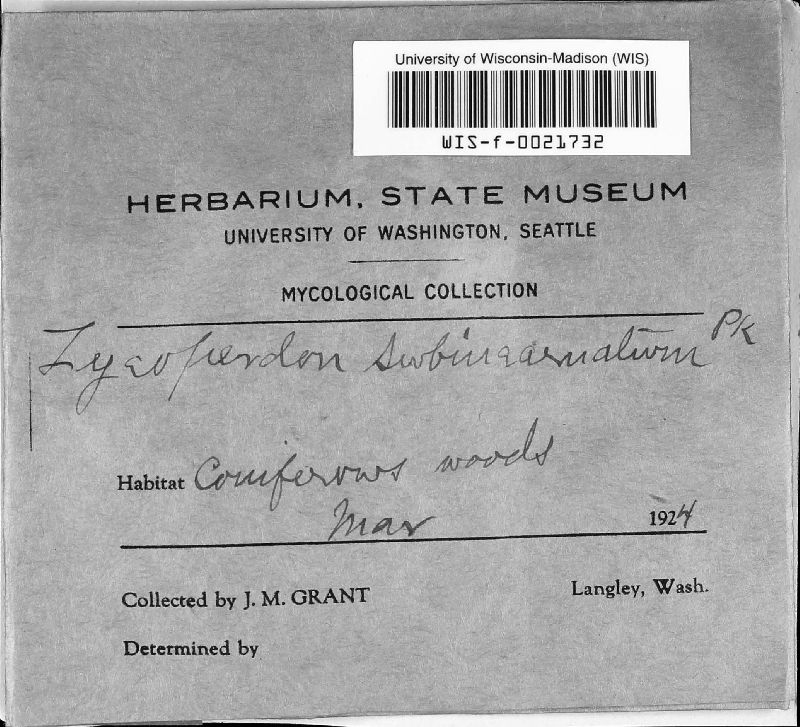 University of Wisconsin-Madison (WIS)
WIS-f-0021732
HERBARIUM, STATE MUSEUM
UNIVERSITY OF WASHINGTON, SEATTLE
MYCOLOGICAL COLLECTION
Lycoperdon subincarnatum Pk
Habitat Coniferous woods
Mar 1924
Collected by J. M. GRANT Langley, Wash.
Determined by